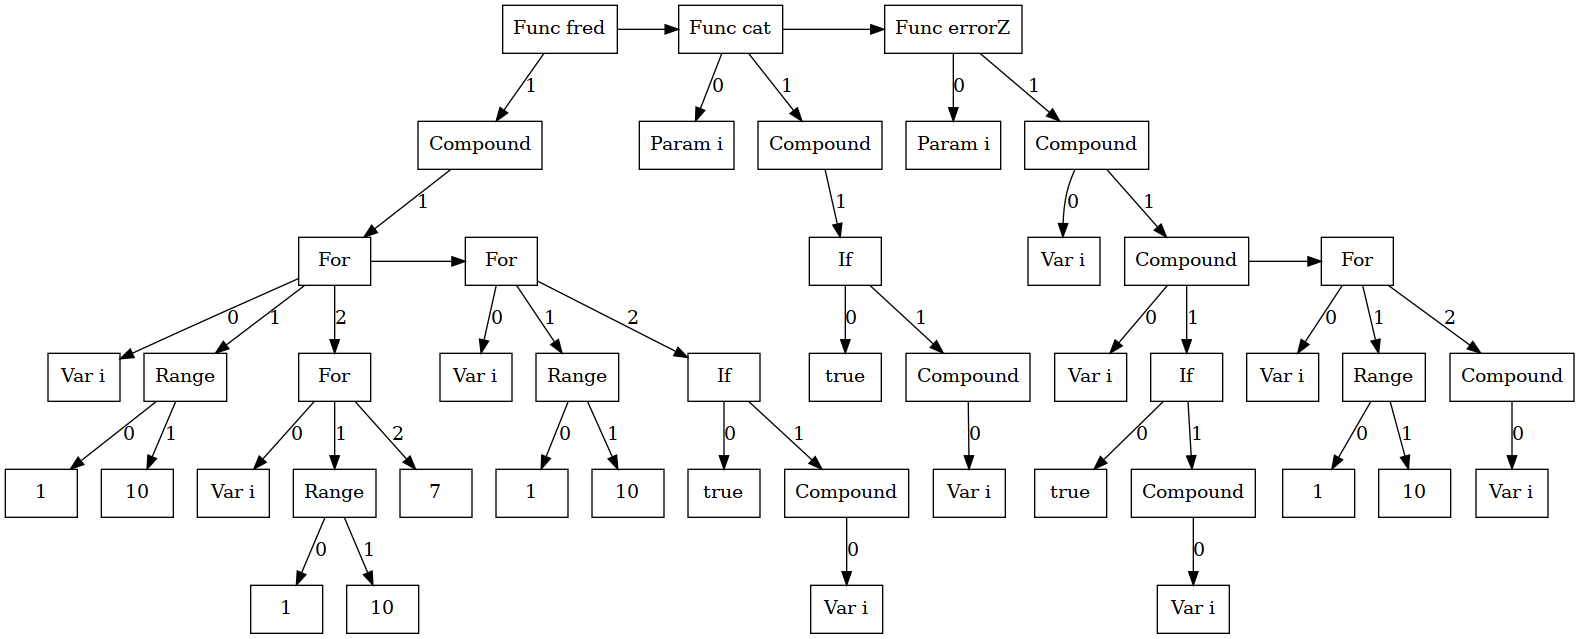 Func fred
Func cat
Func errorZ
1
0
1
0
1
Compound
Param i
Compound
Param i
Compound
1
1
0
1
For
For
If
Var i
Compound
For
0
1
2
0
1
2
0
1
0
1
0
1
2
Var i
Range
For
Var i
Range
If
true
Compound
Var i
If
Var i
Range
Compound
0
1
0
1
2
0
1
0
1
0
0
1
0
1
0
1
10
Var i
Range
7
1
10
true
Compound
Var i
true
Compound
1
10
Var i
0
1
0
0
1
10
Var i
Var i